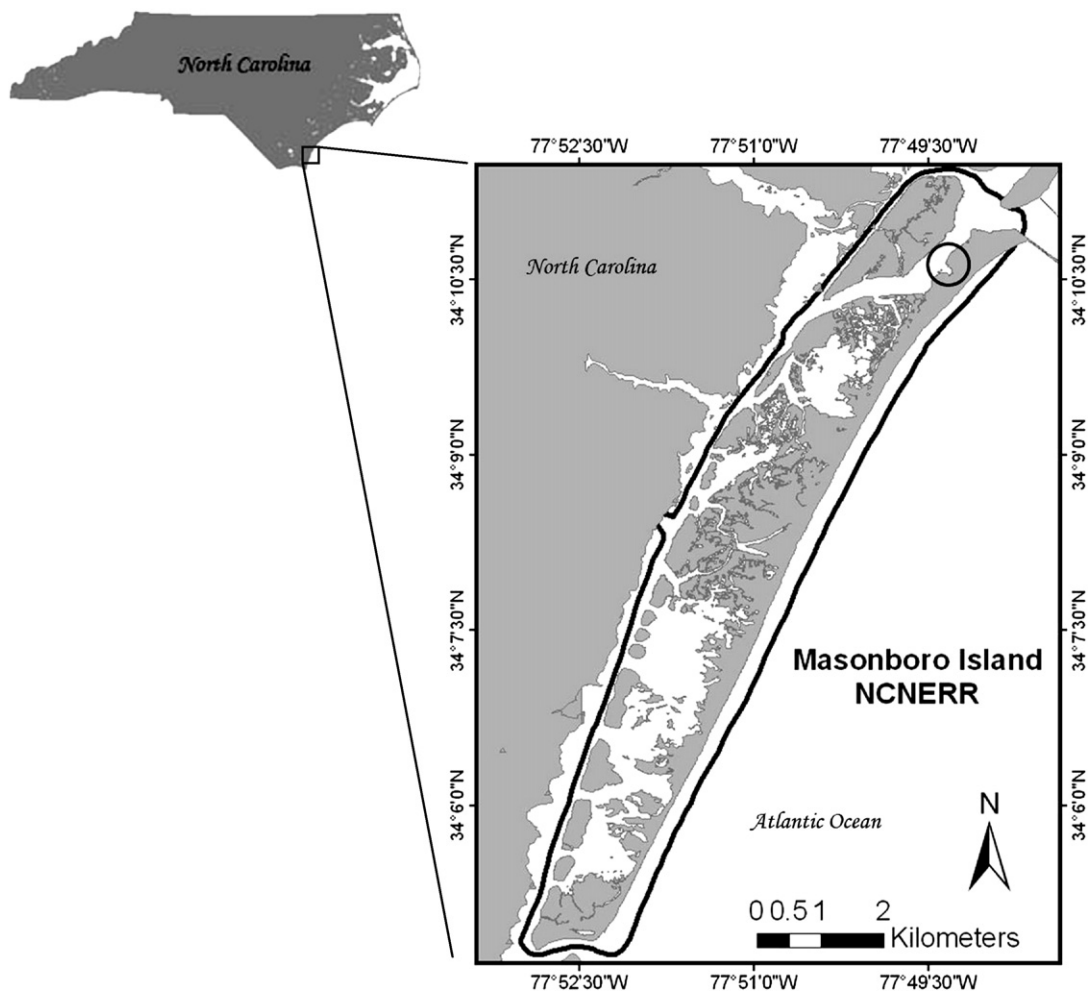 North Carolina
77°52'30"W
77°51'0"W
77°49'30"W
North Carolina
34°10'30"N
34°10'30"N
34°9'0"N
34°9'0"N
34°7'30"N
34°7'30"N
Masonboro Island
NCNERR
34°6'0"N
34°6'0"N
Atlantic Ocean
N
0 0.5 1 2
Kilometers
77°52'30"W
77°51'0"W
77°49'30"W